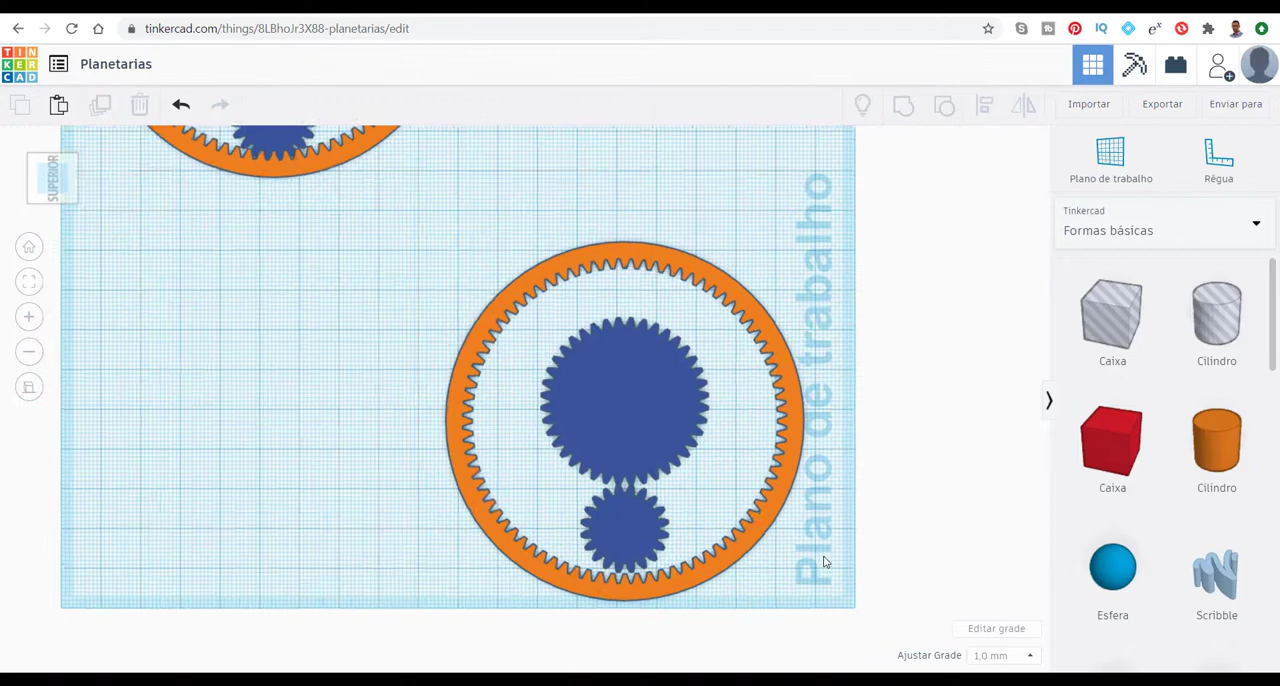 tinkercad.com/things/8LBhoJr3X88-planetarias/edit
IQ
eˣ
TIN
KER
CAD
Planetarias
Importar
Exportar
Enviar para
SUPERIOR
Plano de trabalho
Plano de trabalho
Régua
Tinkercad
Formas básicas
Caixa
Cilindro
Caixa
Cilindro
Esfera
Scribble
Editar grade
Ajustar Grade
1,0 mm